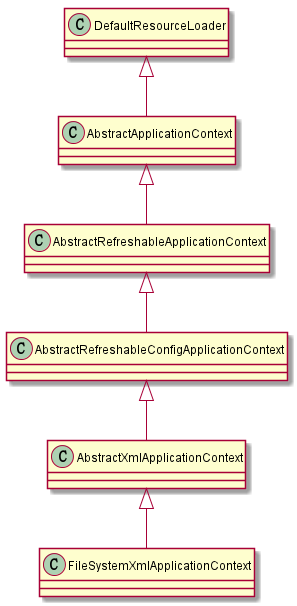 C DefaultResourceLoader
C AbstractApplicationContext
C AbstractRefreshableApplicationContext
C AbstractRefreshableConfigApplicationContext
C AbstractXmlApplicationContext
C FileSystemXmlApplicationContext